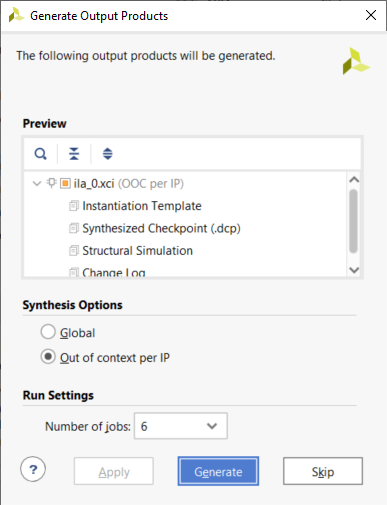 Generate Output Products
The following output products will be generated.
Preview
ila_0.xci (OOC per IP)
Instantiation Template
Synthesized Checkpoint (.dcp)
Structural Simulation
Change Log
Synthesis Options
Global
Out of context per IP
Run Settings
Number of jobs: 6
? Apply Generate Skip